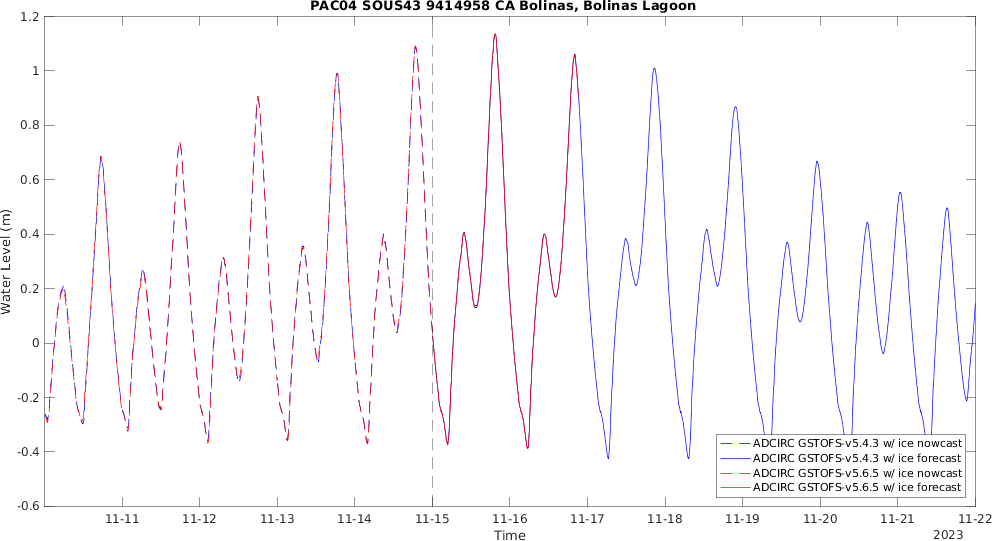 PAC04 SOUS43 9414958 CA Bolinas, Bolinas Lagoon
Water Level (m)
1.2
1
0.8
0.6
0.4
0.2
0
-0.2
-0.4
-0.6
ADCIRC GSTOFS-v5.4.3 w/ ice nowcast
ADCIRC GSTOFS-v5.4.3 w/ ice forecast
ADCIRC GSTOFS-v5.6.5 w/ ice nowcast
ADCIRC GSTOFS-v5.6.5 w/ ice forecast
11-11 11-12 11-13 11-14 11-15 11-16 11-17 11-18 11-19 11-20 11-21 11-22
Time
2023